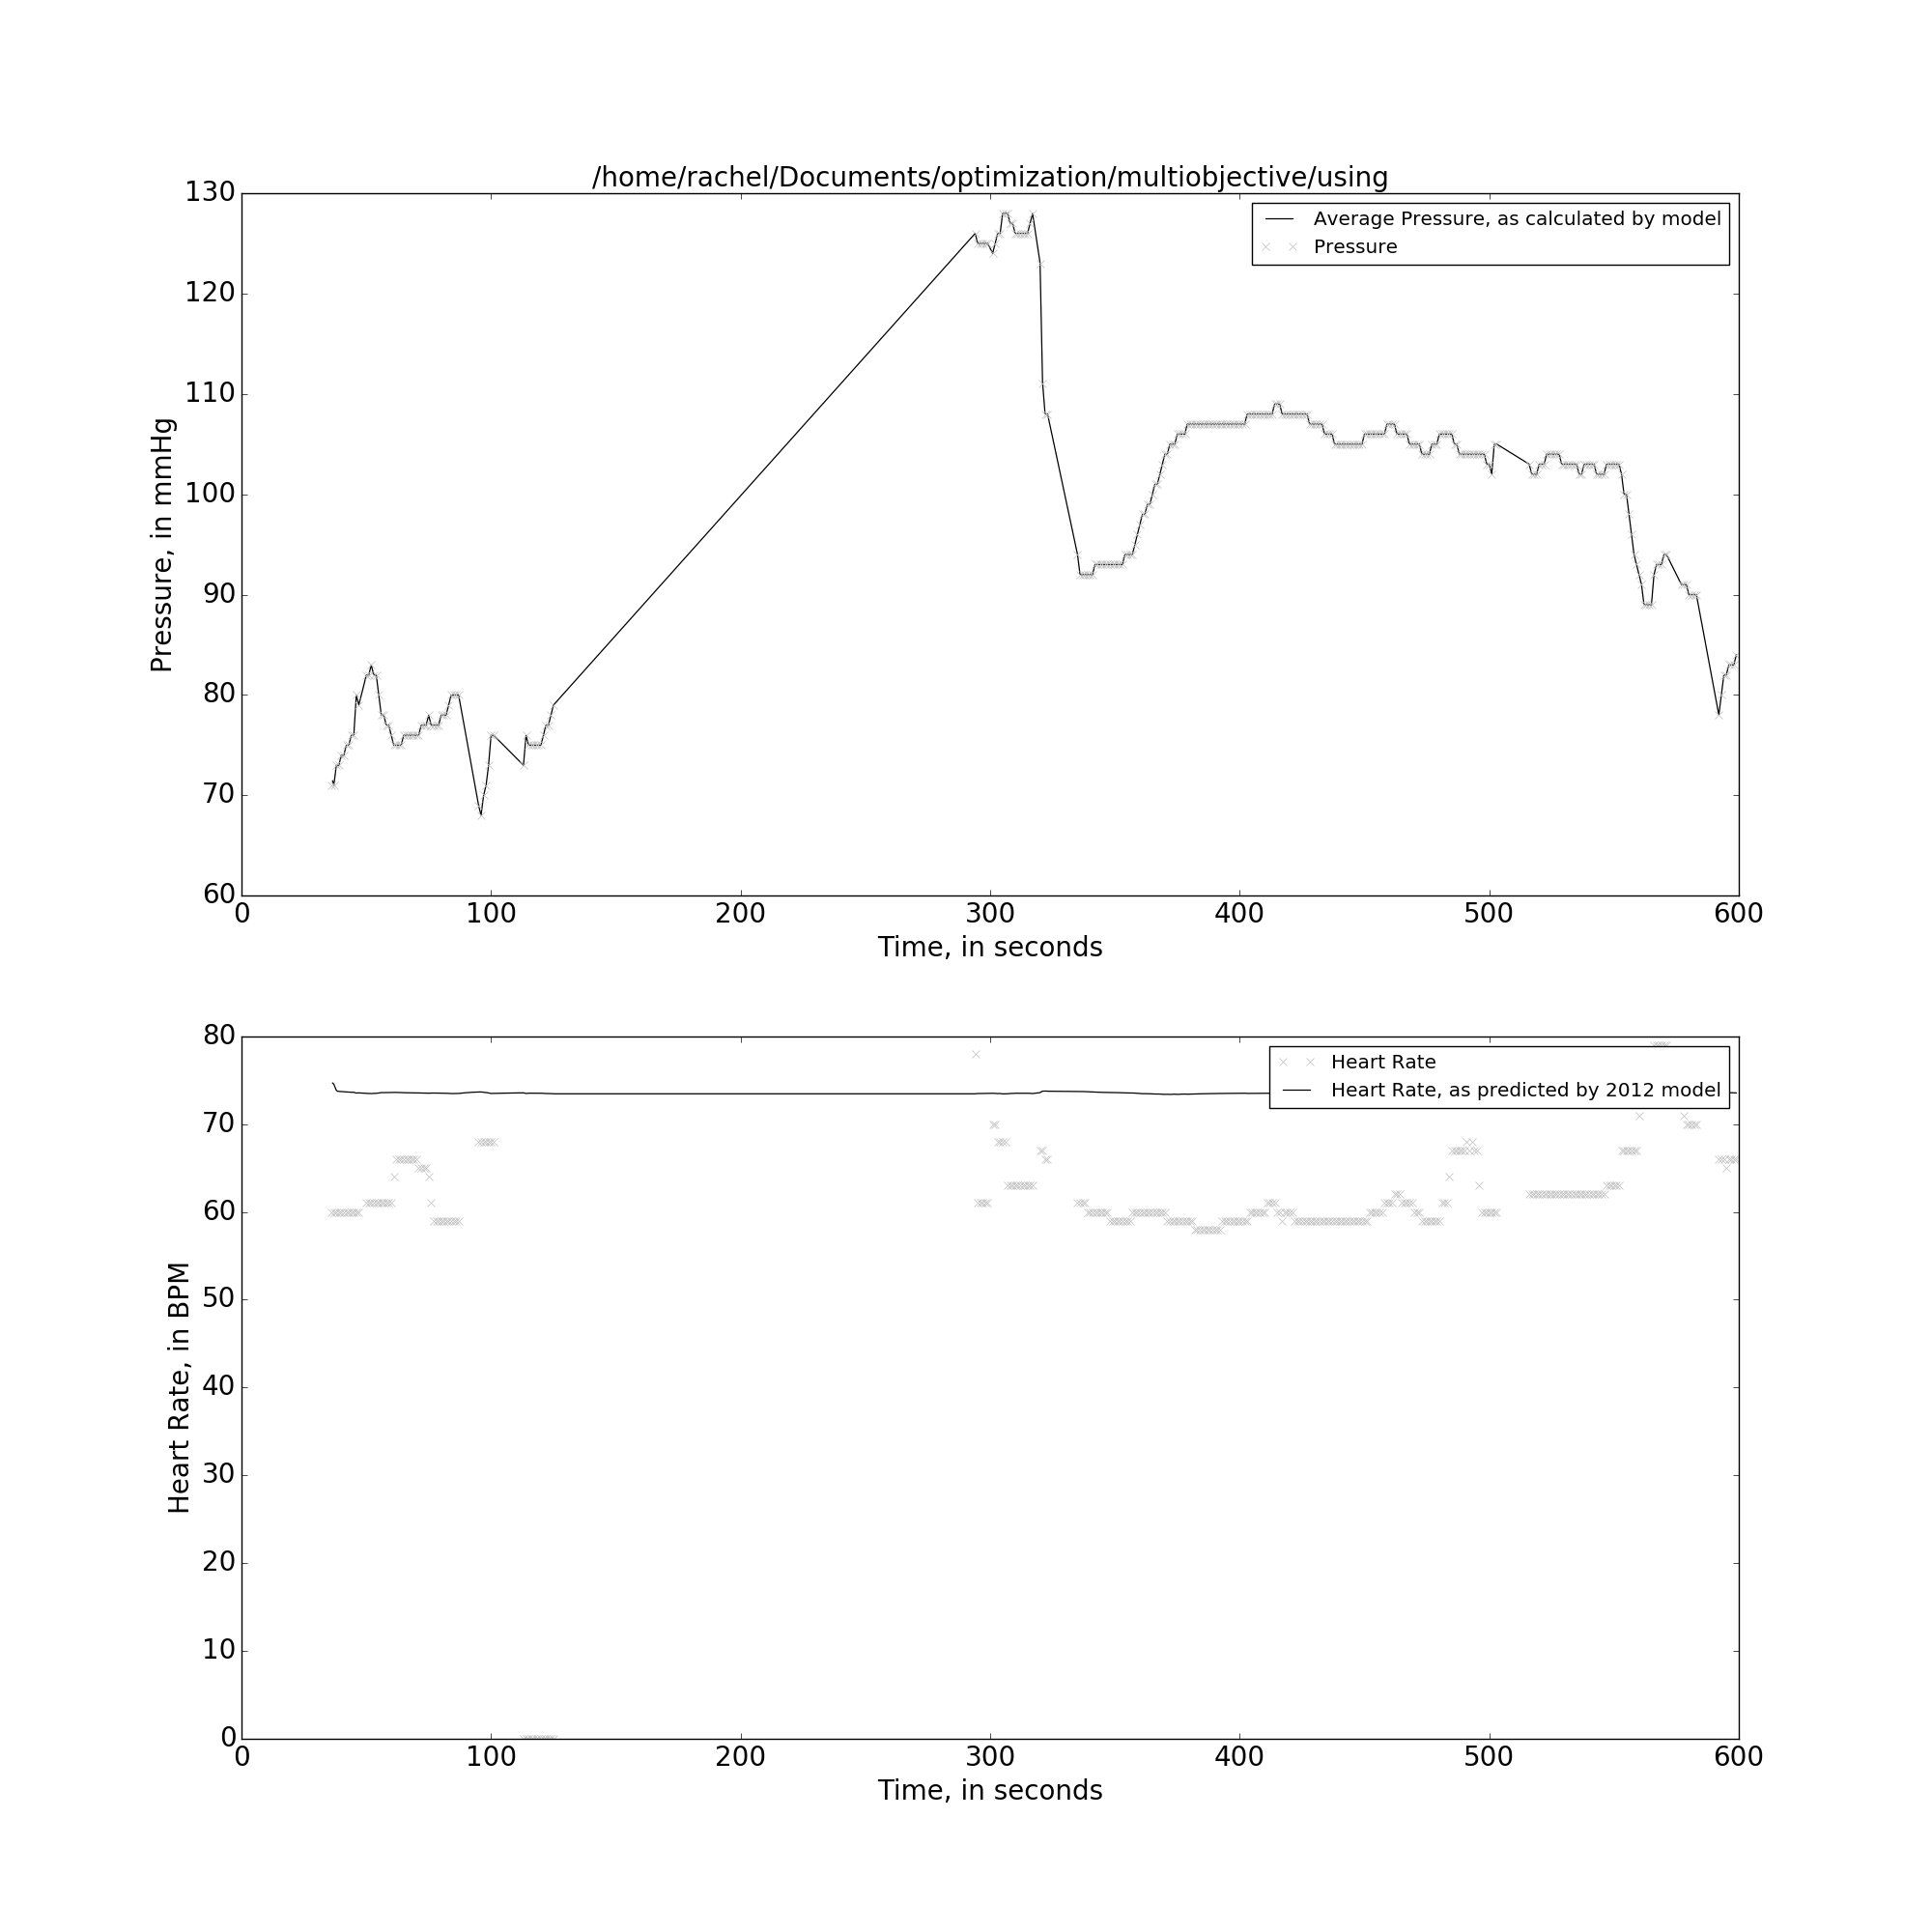 /home/rachel/Documents/optimization/multiobjective/using
130
120
110
100
90
80
70
60
Pressure, in mmHg
Average Pressure, as calculated by model
Pressure
0 100 200 300 400 500 600
Time, in seconds
80
70
60
50
40
30
20
10
0
Heart Rate, in BPM
Heart Rate
Heart Rate, as predicted by 2012 model
0 100 200 300 400 500 600
Time, in seconds